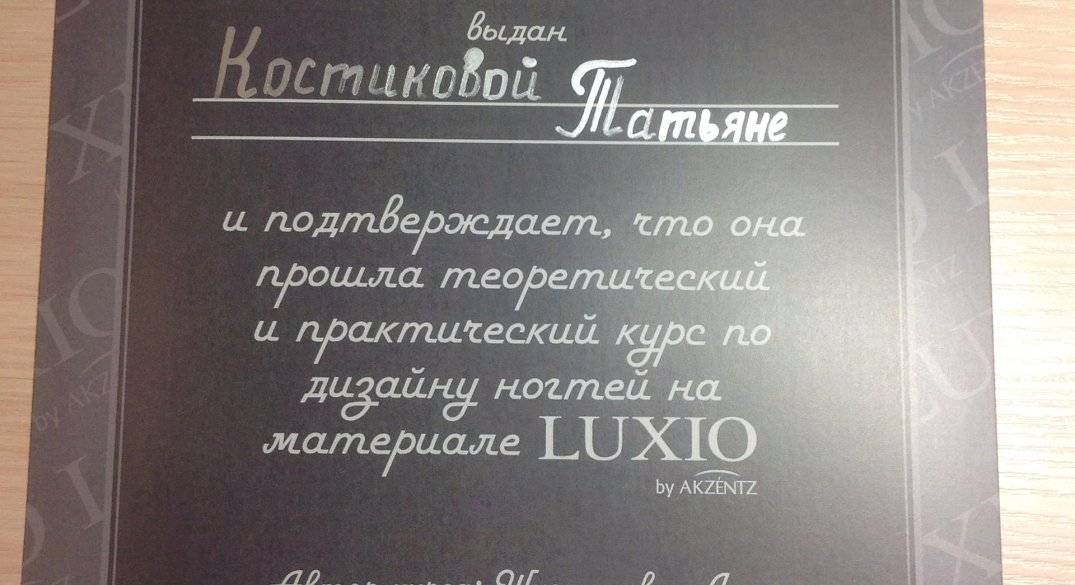 выдан
Костиковой Татьяне
и подтверждает, что она
прошла теоретический
и практический курс по
дизайну ногтей на
материале LUXIO
by AKZÉNTZ